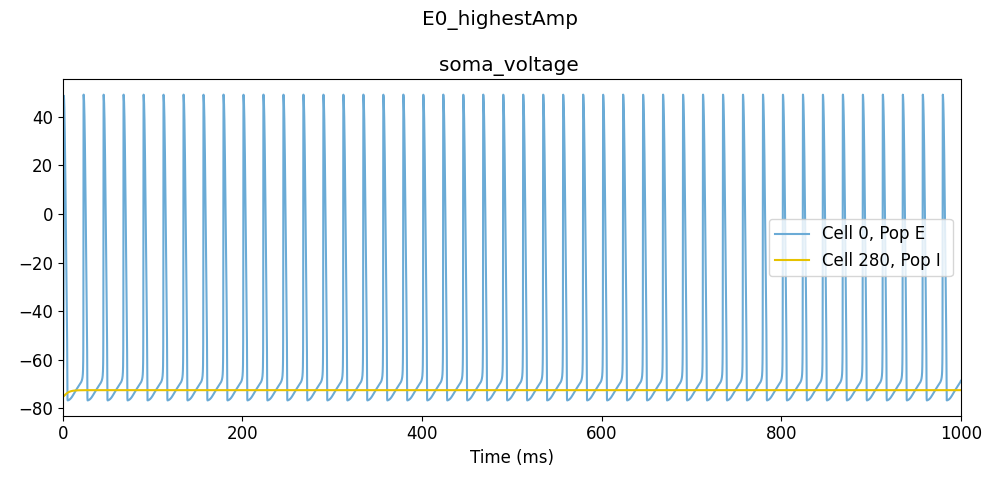 E0_highestAmp
soma_voltage
40
20
0
−20
−40
−60
−80
Cell 0, Pop E
Cell 280, Pop I
0 200 400 600 800 1000
Time (ms)